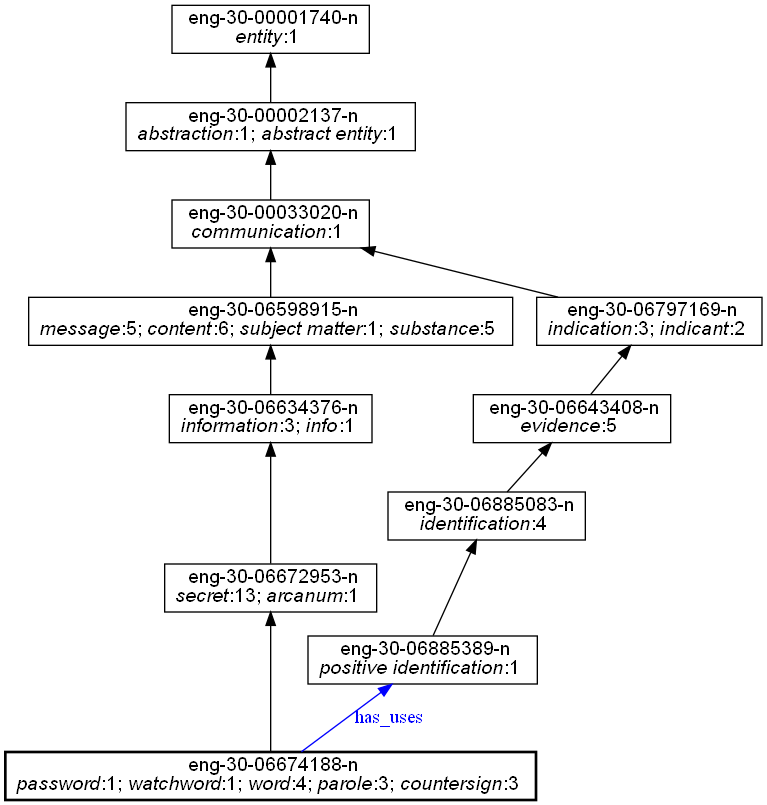 eng-30-00001740-n
entity:1
eng-30-00002137-n
abstraction:1; abstract entity:1
eng-30-00033020-n
communication:1
eng-30-06598915-n
message:5; content:6; subject matter:1; substance:5
eng-30-06797169-n
indication:3; indicant:2
eng-30-06634376-n
information:3; info:1
eng-30-06643408-n
evidence:5
eng-30-06885083-n
identification:4
eng-30-06672953-n
secret:13; arcanum:1
eng-30-06885389-n
positive identification:1
has_uses
eng-30-06674188-n
password:1; watchword:1; word:4; parole:3; countersign:3